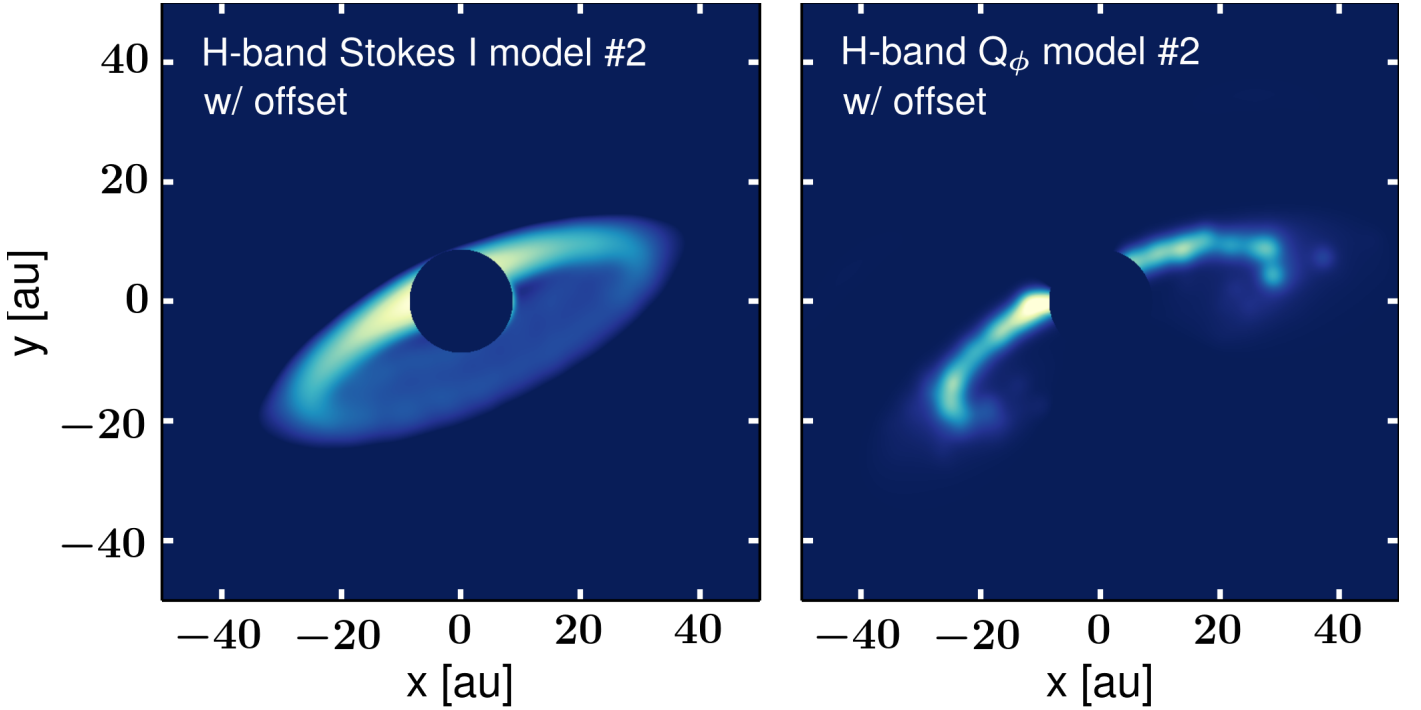 H-band Stokes I model #2
w/ offset
H-band Qϕ model #2
w/ offset
40
20
0
−20
−40
y [au]
−40 −20 0 20 40
x [au]
−40 −20 0 20 40
x [au]